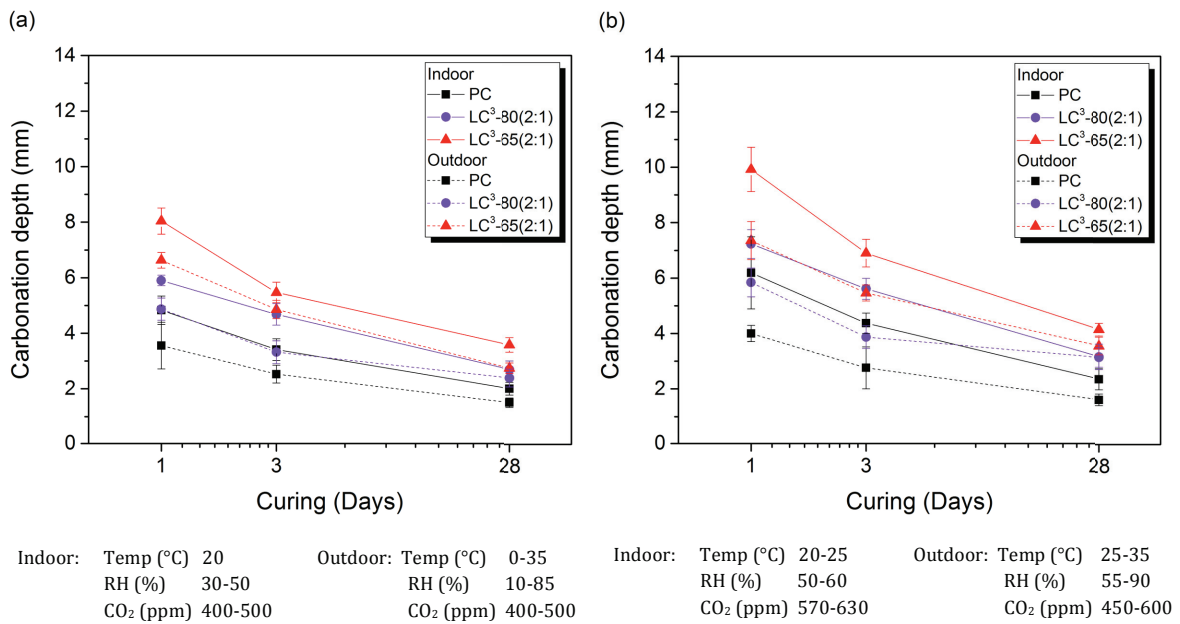 (a)
Carbonation depth (mm)
14
12
10
8
6
4
2
0
Indoor
PC
LC³-80(2:1)
LC³-65(2:1)
Outdoor
PC
LC³-80(2:1)
LC³-65(2:1)
1 3 28
Curing (Days)
Indoor: Temp (°C) 20 Outdoor: Temp (°C) 0-35
RH (%) 30-50 RH (%) 10-85
CO₂ (ppm) 400-500 CO₂ (ppm) 400-500
(b)
Carbonation depth (mm)
14
12
10
8
6
4
2
0
Indoor
PC
LC³-80(2:1)
LC³-65(2:1)
Outdoor
PC
LC³-80(2:1)
LC³-65(2:1)
1 3 28
Curing (Days)
Indoor: Temp (°C) 20-25 Outdoor: Temp (°C) 25-35
RH (%) 50-60 RH (%) 55-90
CO₂ (ppm) 570-630 CO₂ (ppm) 450-600